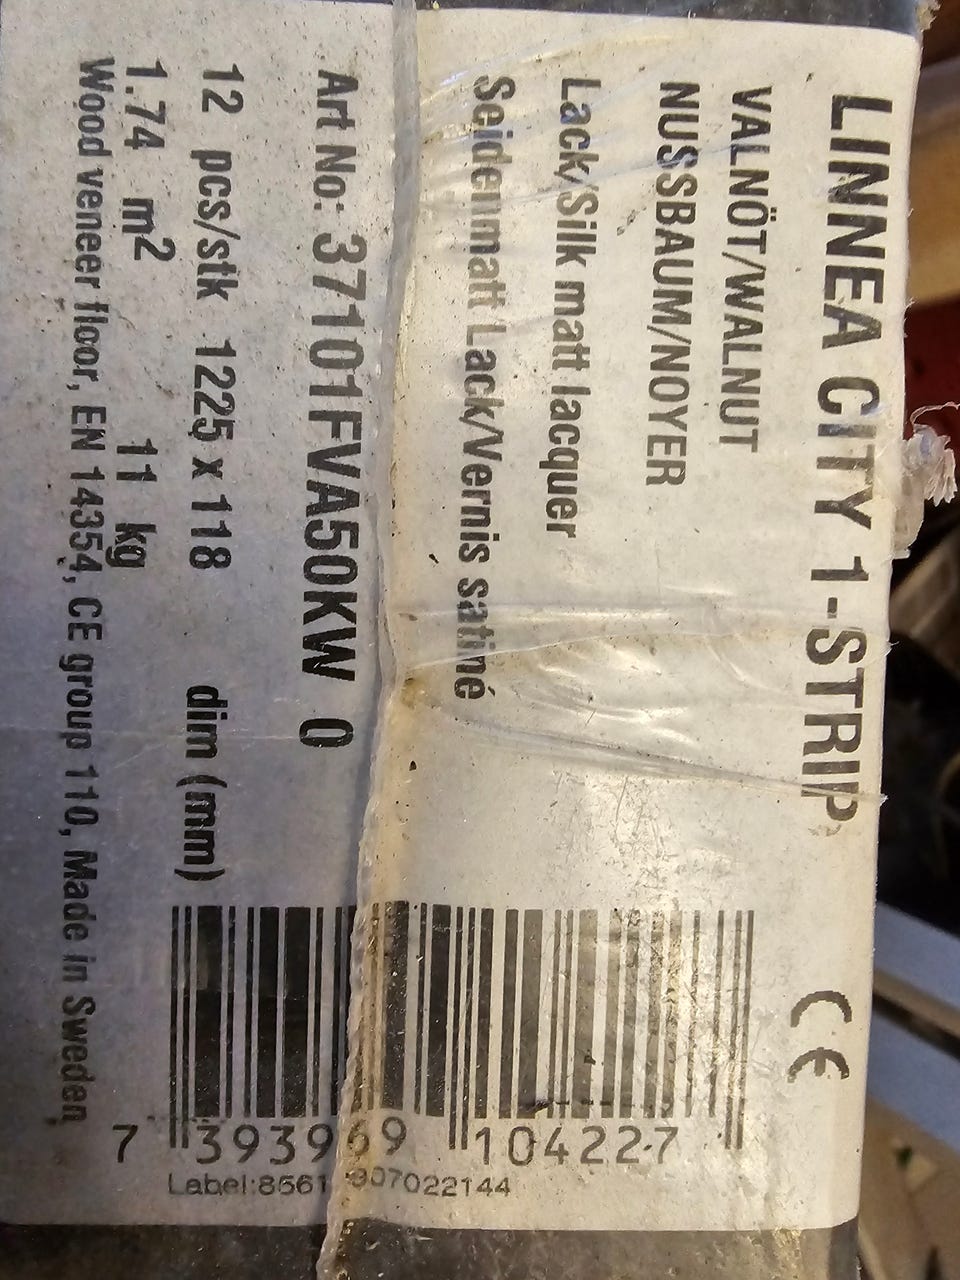 LINNEA CITY 1-STRIP
VALNÖT/WALNUT
NUSSBAUM/NOYER
Lack/Silk matt lacquer
Seidenmatt Lack/Vernis satiné
Art No: 37101FVA50KW 0
12 pcs/stk 1225 x 118 dim (mm)
1.74 m2 11 kg
Wood veneer floor, EN 14354, CE group 110, Made in Sweden
CE
7 393969 104227
Label:8561 307022144